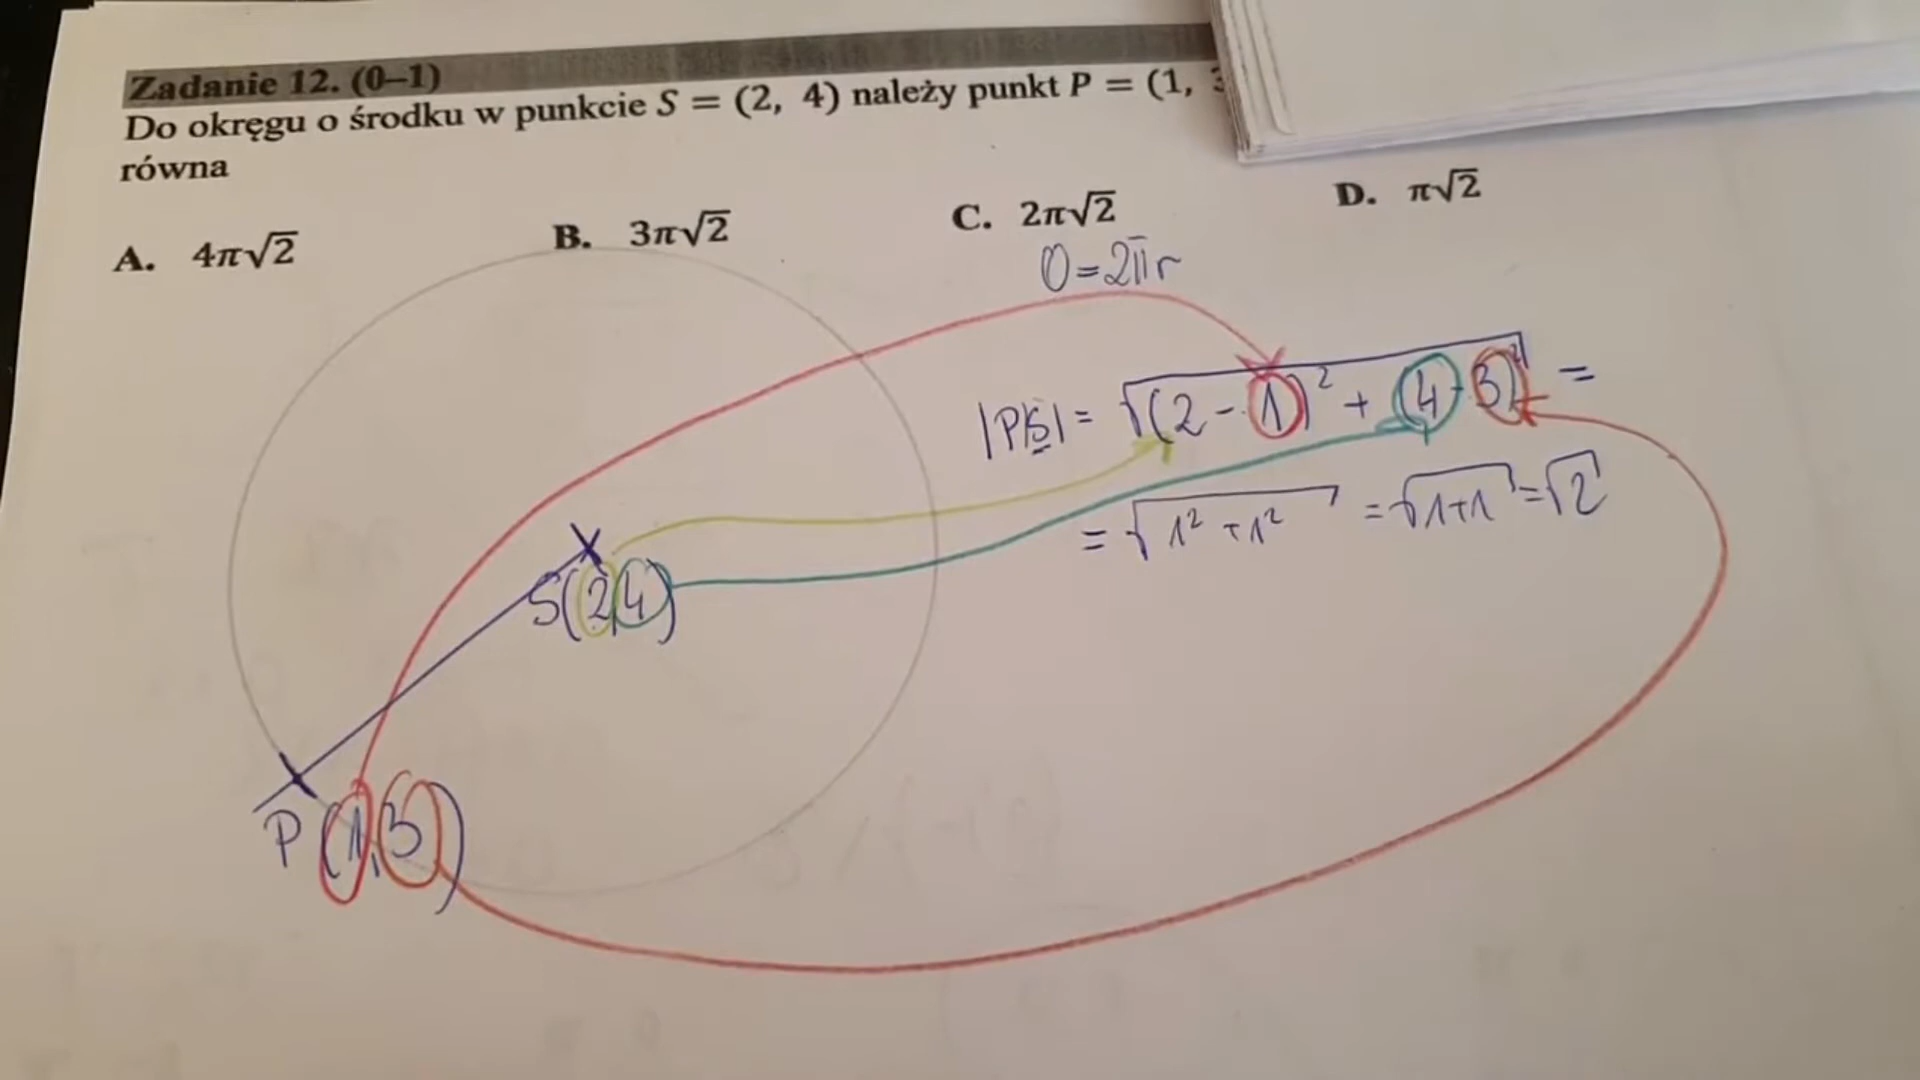 Zadanie 12. (0–1)
Do okręgu o środku w punkcie S = (2, 4) należy punkt P = (1,
równa
A. 4π√2 B. 3π√2 C. 2π√2 D. π√2
O=2πr
|PS| = √(2-1)² + (4-3)² =
= √1²+1² = √1+1 = √2
S(2,4)
P(1,3)